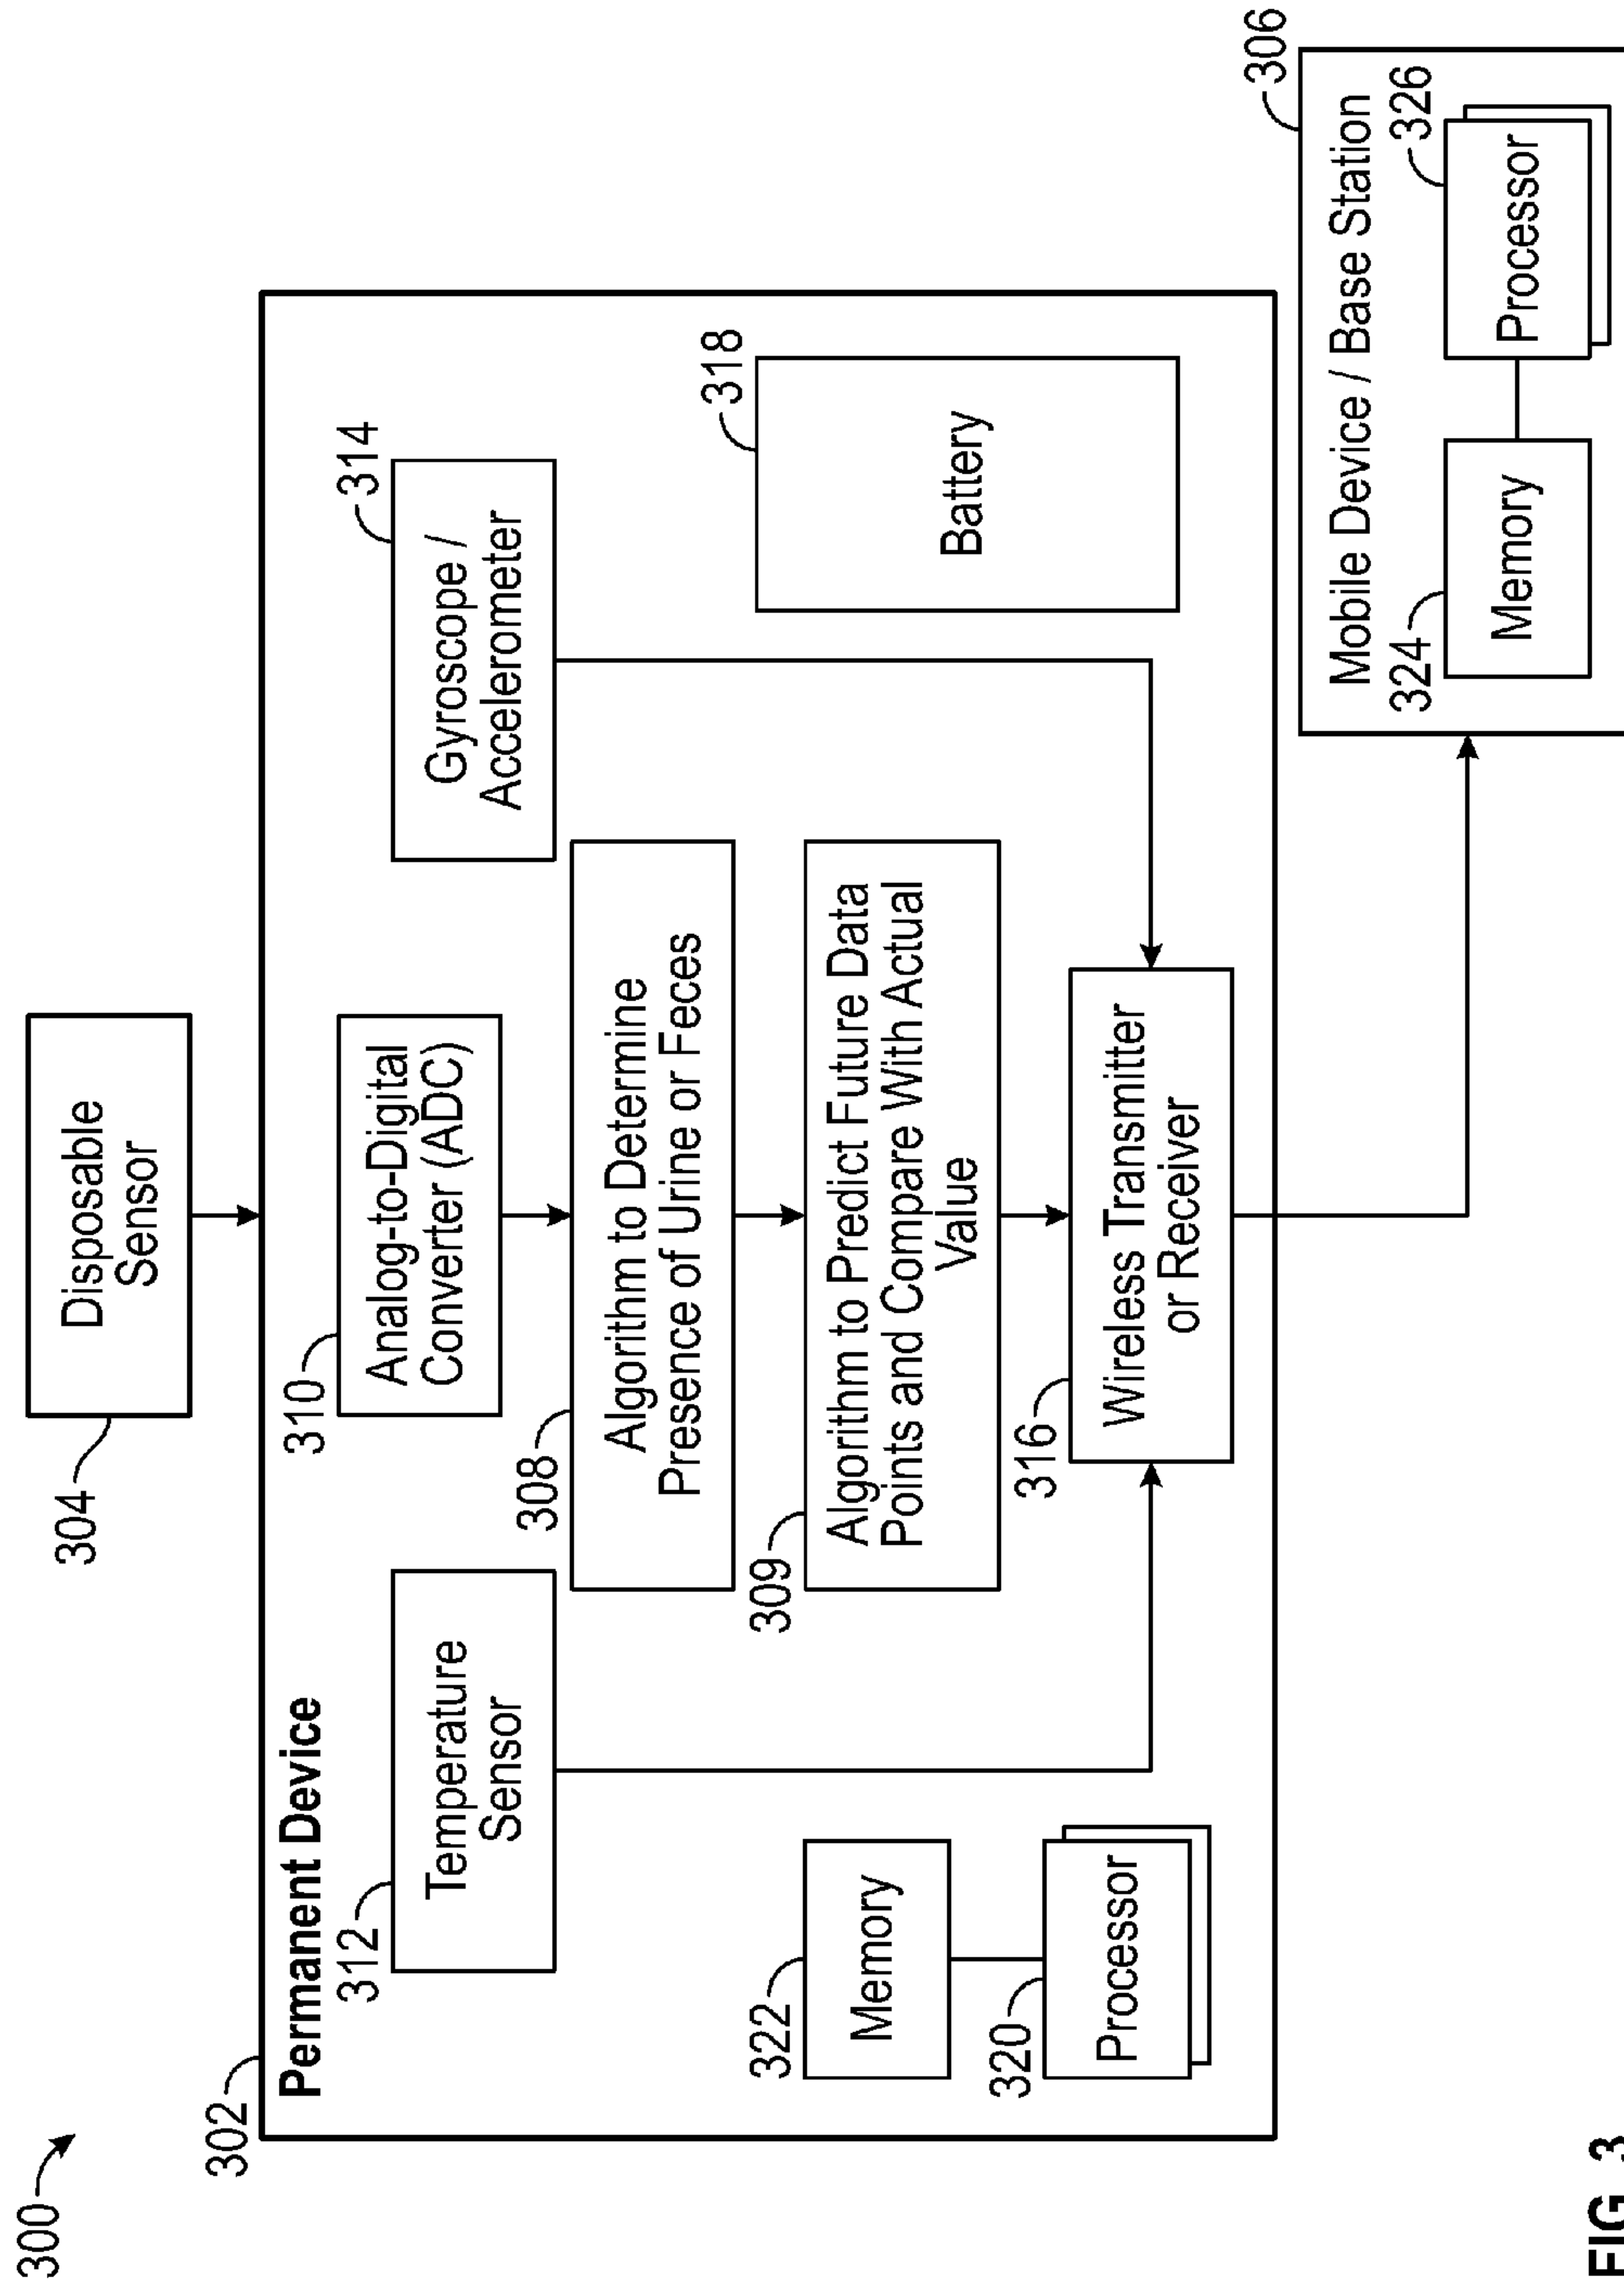 300
304
Disposable
Sensor
302
Permanent Device
312
Temperature
Sensor
310
Analog-to-Digital
Converter (ADC)
314
Gyroscope /
Accelerometer
308
Algorithm to Determine
Presence of Urine or Feces
322
Memory
309
Algorithm to Predict Future Data
Points and Compare With Actual
Value
318
Battery
320
Processor
316
Wireless Transmitter
or Receiver
306
Mobile Device / Base Station
324
Memory
326
Processor
FIG. 3